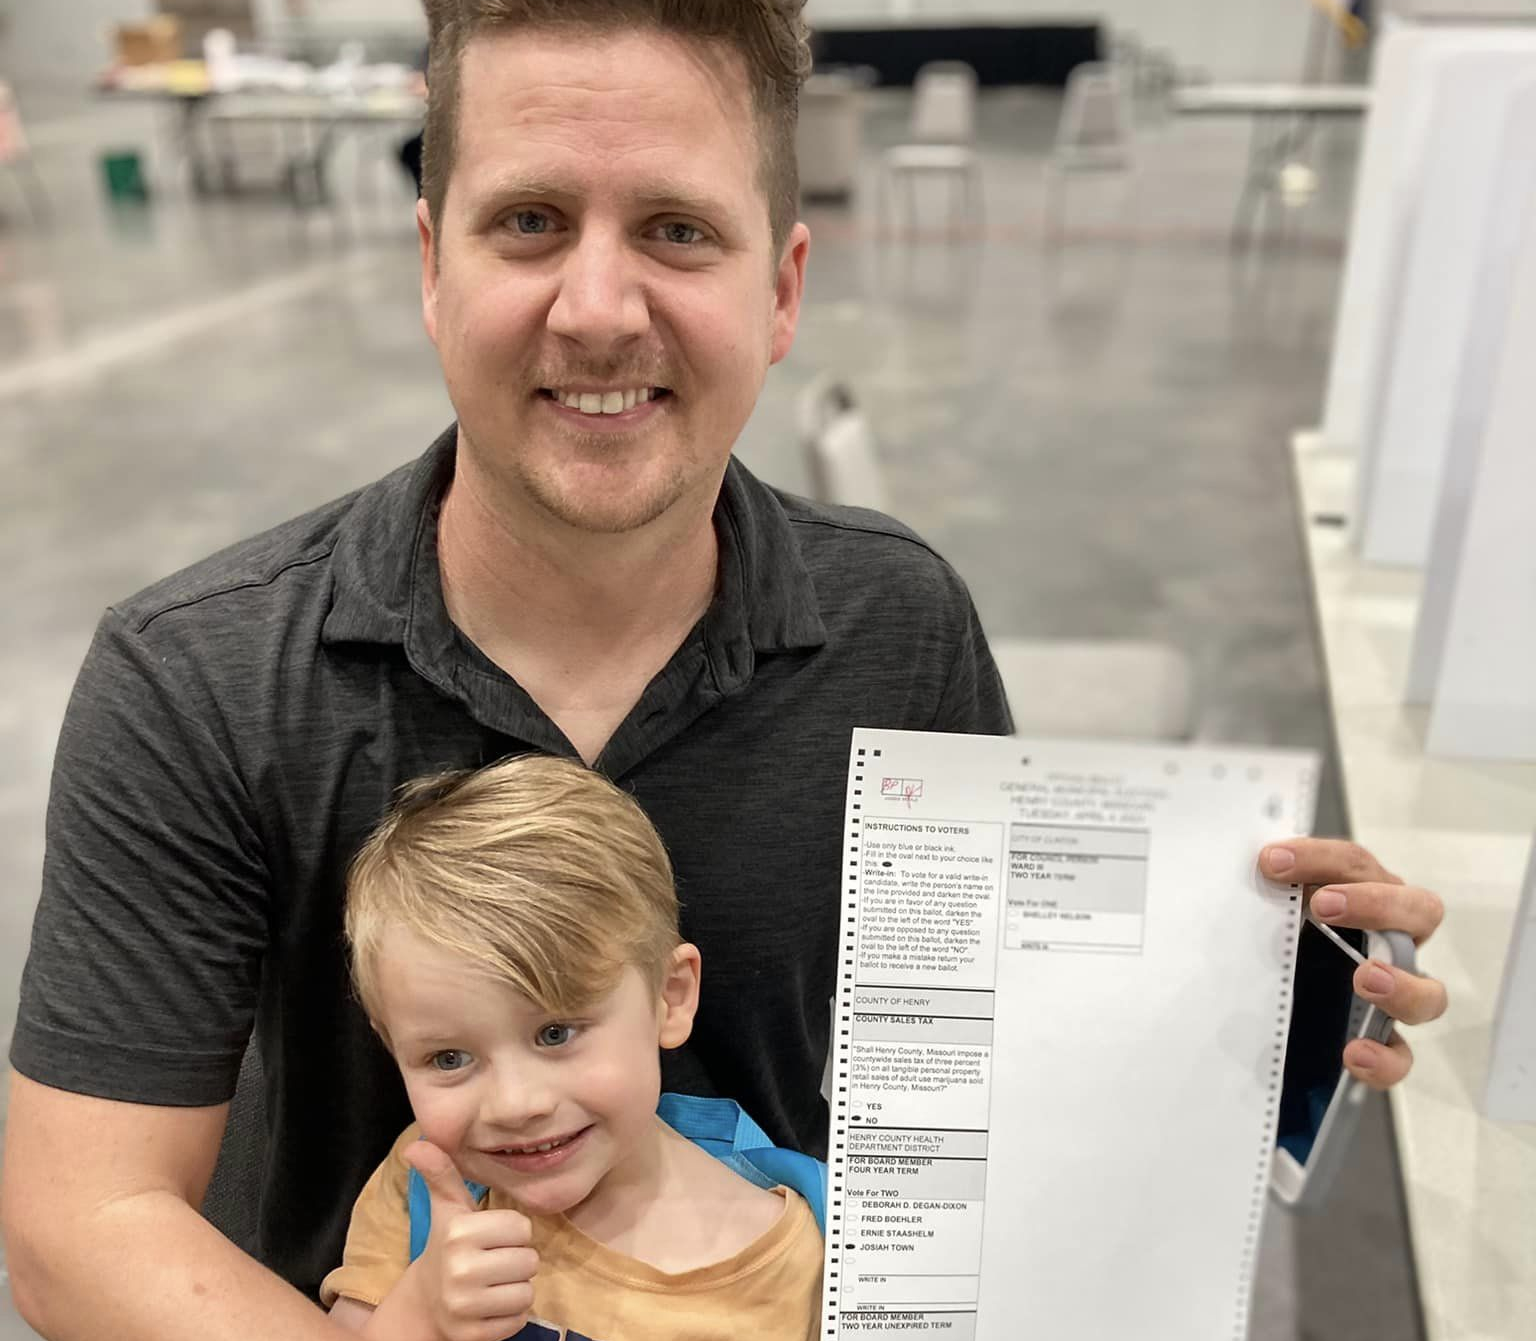 INSTRUCTIONS TO VOTERS
-Use only blue or black ink.
-Fill in the oval next to your choice like
this:
-Write-in: To vote for a valid write-in
candidate, write the person's name on
the line provided and darken the oval.
-If you are in favor of any question
submitted on this ballot, darken the
oval to the left of the word "YES".
-If you are opposed to any question
submitted on this ballot, darken the
oval to the left of the word "NO".
-If you make a mistake return your
ballot to receive a new ballot.
COUNTY OF HENRY
COUNTY SALES TAX
"Shall Henry County, Missouri impose a
countywide sales tax of three percent
(3%) on all tangible personal property
retail sales of adult use marijuana sold
in Henry County, Missouri?"
YES
NO
HENRY COUNTY HEALTH
DEPARTMENT DISTRICT
FOR BOARD MEMBER
FOUR YEAR TERM
Vote For TWO
DEBORAH D. DEGAN-DIXON
FRED BOEHLER
ERNIE STAASHELM
JOSIAH TOWN
WRITE IN
WRITE IN
FOR BOARD MEMBER
TWO YEAR UNEXPIRED TERM
GENERAL MUNICIPAL ELECTION
HENRY COUNTY, MISSOURI
TUESDAY, APRIL
CITY OF CLINTON
FOR COUNCIL PERSON
WARD III
TWO YEAR TERM
Vote For ONE
SHELLEY NELSON
WRITE IN